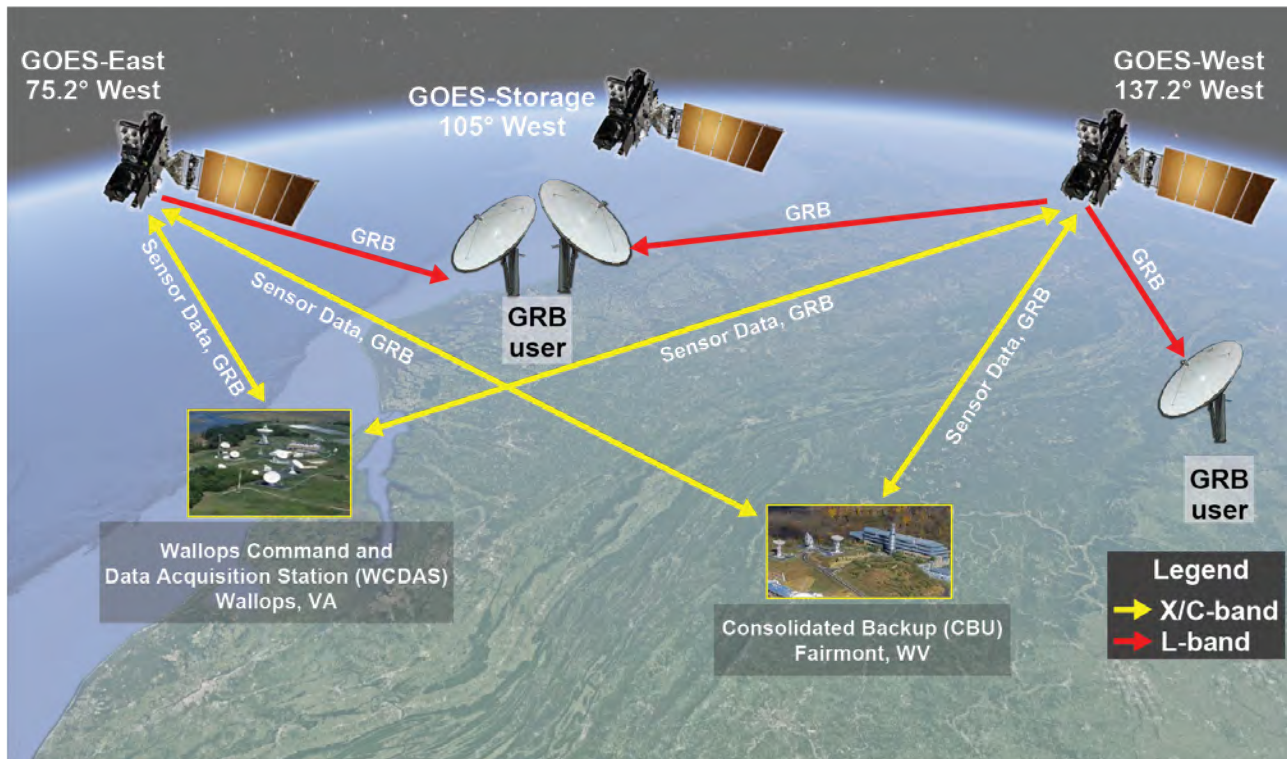 GOES-East
75.2° West
GOES-Storage
105° West
GOES-West
137.2° West
GRB
GRB
GRB
Sensor Data, GRB
Sensor Data, GRB
Sensor Data, GRB
Sensor Data, GRB
GRB
user
GRB
user
Wallops Command and
Data Acquisition Station (WCDAS)
Wallops, VA
Consolidated Backup (CBU)
Fairmont, WV
Legend
X/C-band
L-band